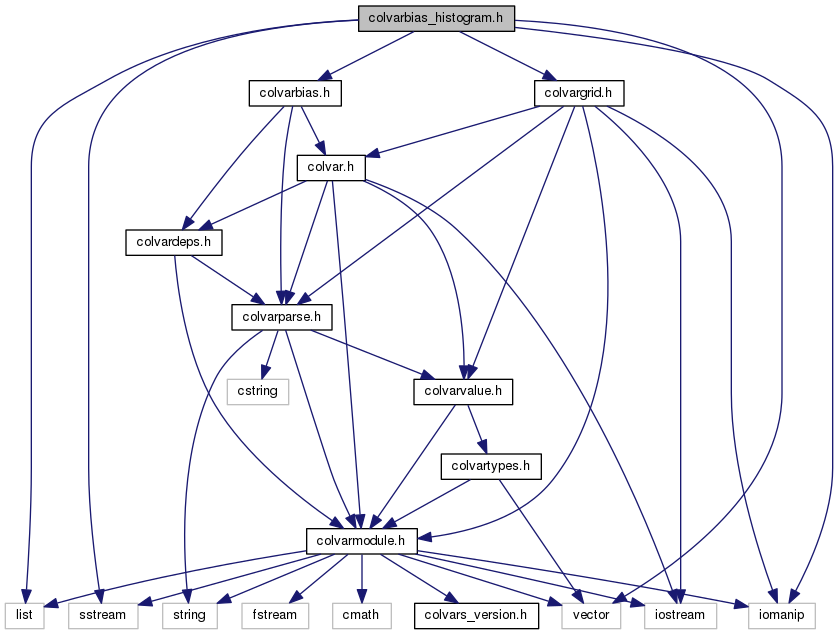 colvarbias_histogram.h
colvarbias.h
colvargrid.h
colvar.h
colvardeps.h
colvarparse.h
cstring
colvarvalue.h
colvartypes.h
colvarmodule.h
list
sstream
string
fstream
cmath
colvars_version.h
vector
iostream
iomanip